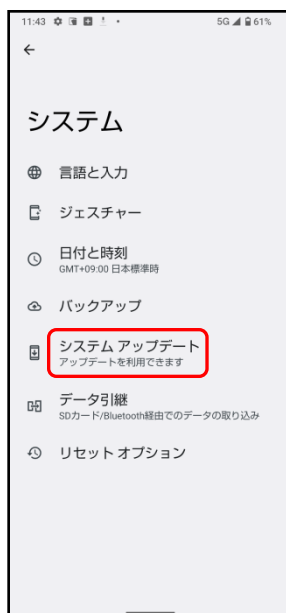 11:43 5G 61%
システム
言語と入力
ジェスチャー
日付と時刻
GMT+09:00 日本標準時
バックアップ
システム アップデート
アップデートを利用できます
データ引継
SDカード/Bluetooth経由でのデータの取り込み
リセット オプション